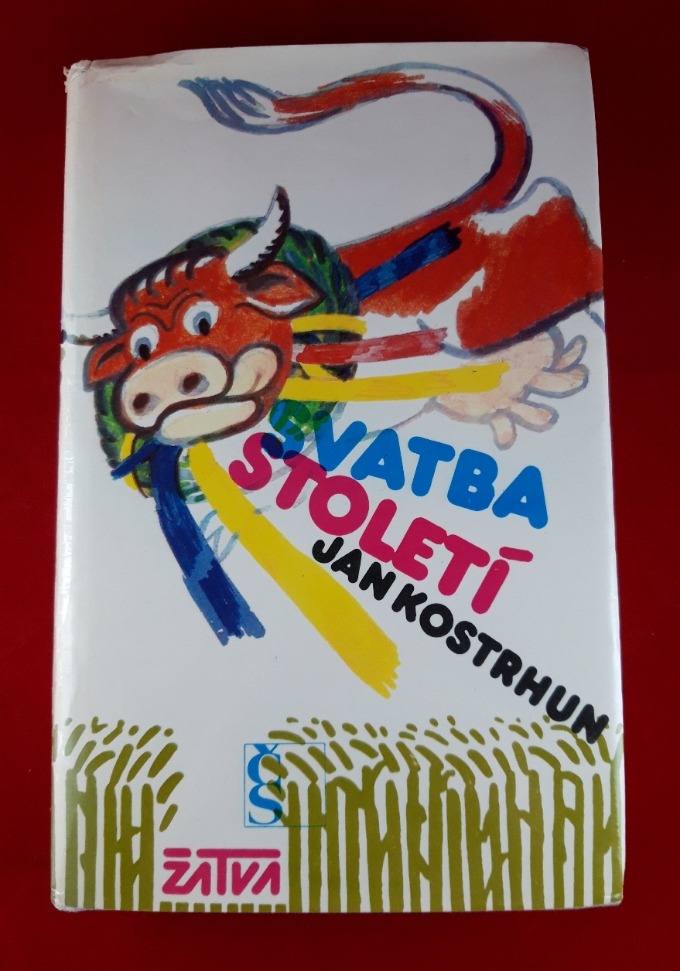 SVATBA
STOLETÍ
JAN KOSTRHUN
ČS
ŽATVA